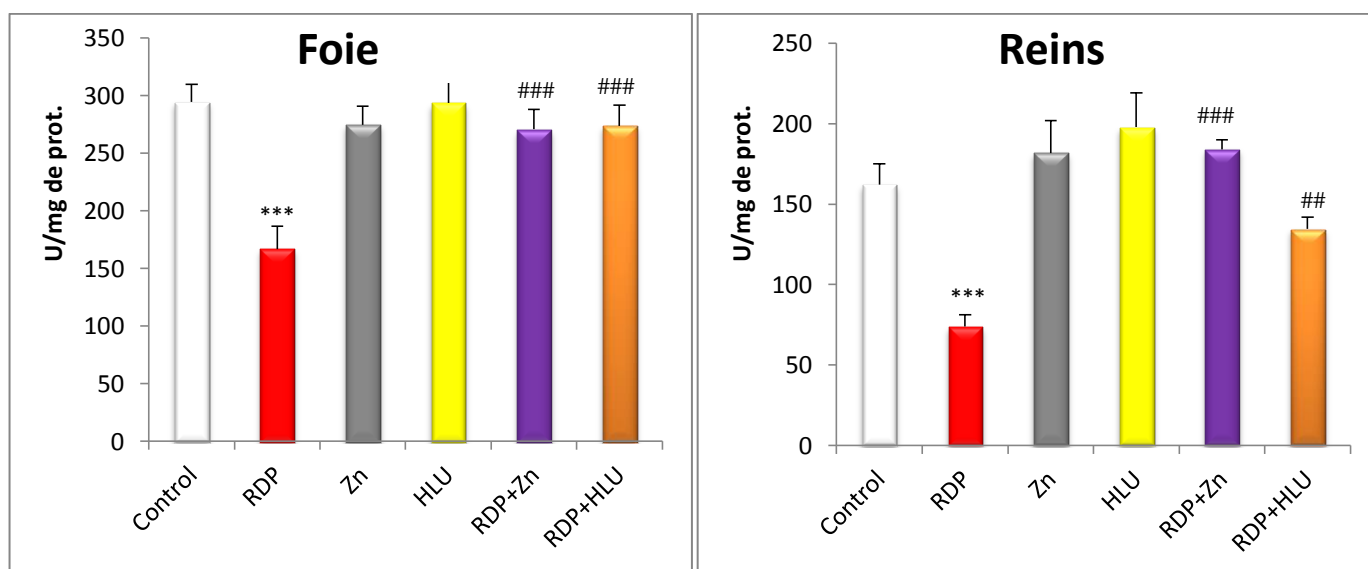 Foie
U/mg de prot.
350
300
250
200
150
100
50
0
***
###
###
Control
RDP
Zn
HLU
RDP+Zn
RDP+HLU
Reins
U/mg de prot.
250
200
150
100
50
0
***
###
##
Control
RDP
Zn
HLU
RDP+Zn
RDP+HLU